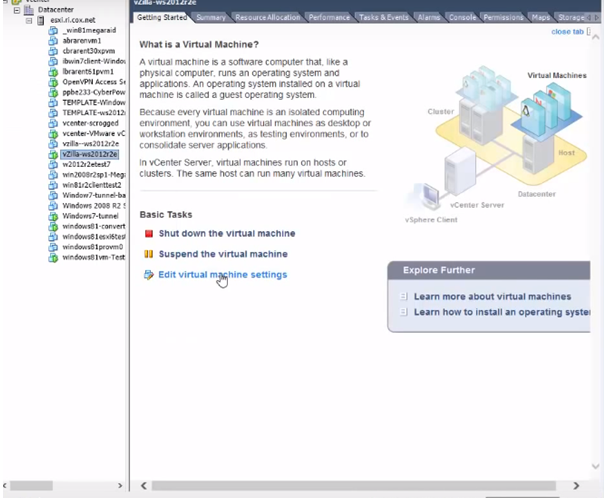 vCenter
Datacenter
esxi.ri.cox.net
_win81megaraid
abrarenvm1
cbrarent30xpvm
ibwin7client-Window
lbrarent61pvm1
OpenVPN Access Se
ppbe233-CyberPow
TEMPLATE-Window
TEMPLATE-ws2012r
vcenter-scrogged
vcenter-VMware vC
vzilla--ws2012r2e
vZilla-ws2012r2e
w2012r2etest7
win2008r2sp1-Mega
win81r2clienttest2
Window7-tunnel-ba
Windows 2008 R2 S
Windows7-tunnel
windows81-convert
windows81esxi6test
windows81provm0
windows81vm-Test
vzilla-ws2012r2e
Getting Started Summary Resource Allocation Performance Tasks & Events Alarms Console Permissions Maps Storage
close tab
What is a Virtual Machine?
A virtual machine is a software computer that, like a
physical computer, runs an operating system and
applications. An operating system installed on a virtual
machine is called a guest operating system.
Because every virtual machine is an isolated computing
environment, you can use virtual machines as desktop or
workstation environments, as testing environments, or to
consolidate server applications.
In vCenter Server, virtual machines run on hosts or
clusters. The same host can run many virtual machines.
Virtual Machines
Cluster
Host
Datacenter
vCenter Server
vSphere Client
Basic Tasks
Shut down the virtual machine
Suspend the virtual machine
Edit virtual machine settings
Explore Further
Learn more about virtual machines
Learn how to install an operating syste